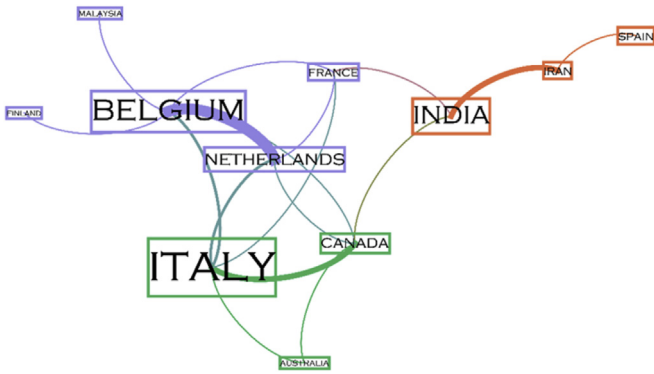 MALAYSIA
SPAIN
FRANCE
IRAN
BELGIUM
FINLAND
INDIA
NETHERLANDS
CANADA
ITALY
AUSTRALIA